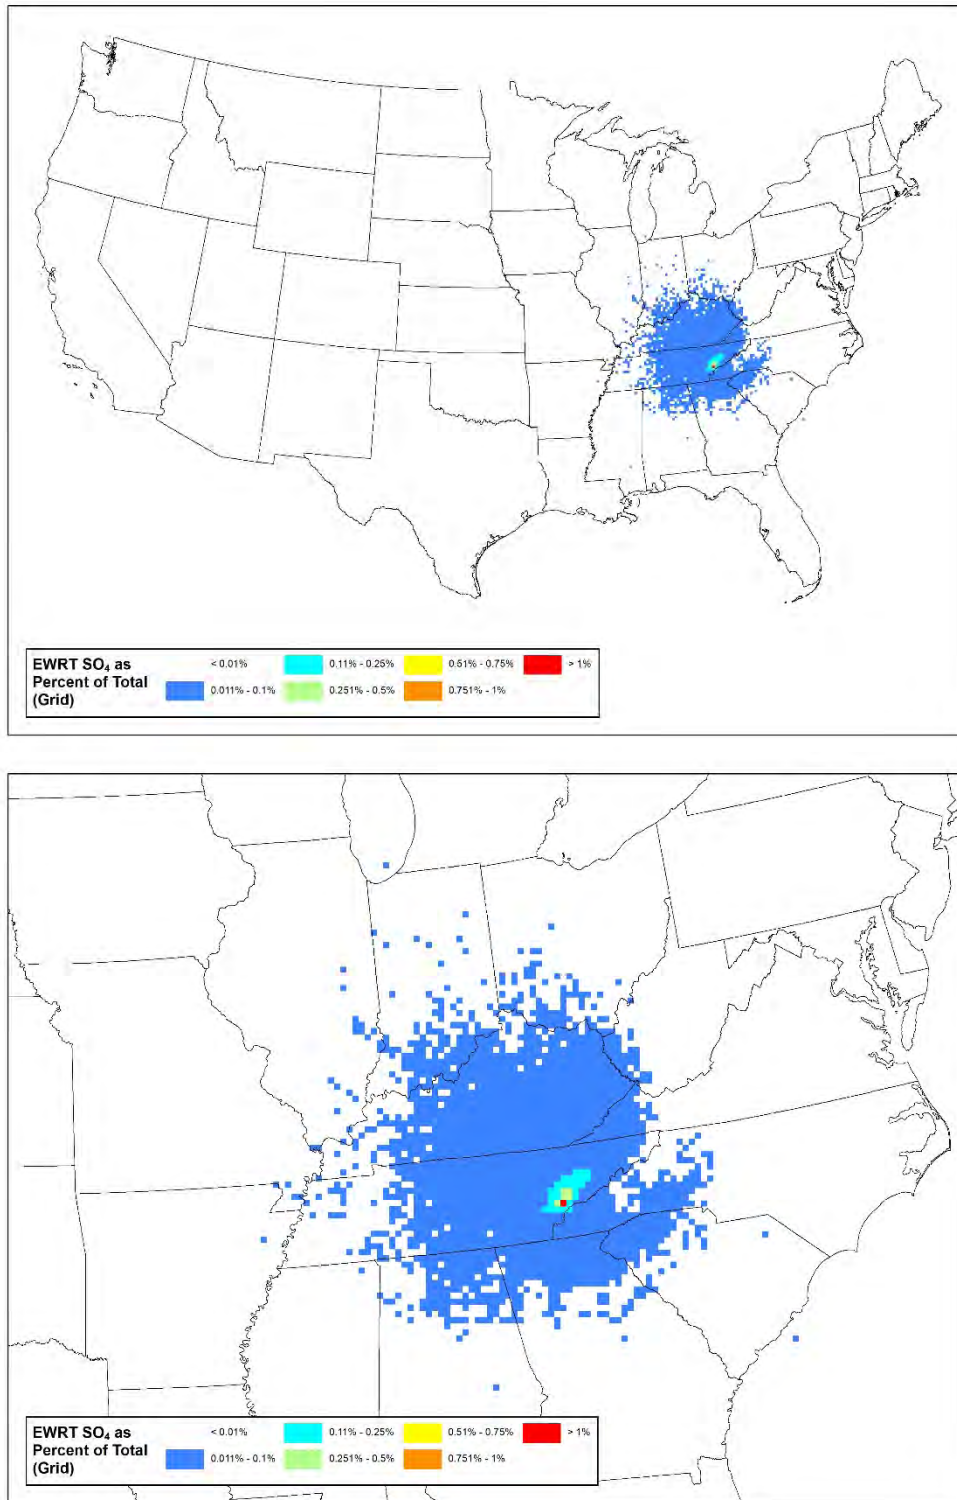 EWRT SO₄ as
Percent of Total
(Grid)
< 0.01%
0.11% - 0.25%
0.51% - 0.75%
> 1%
0.011% - 0.1%
0.251% - 0.5%
0.751% - 1%
EWRT SO₄ as
Percent of Total
(Grid)
< 0.01%
0.11% - 0.25%
0.51% - 0.75%
> 1%
0.011% - 0.1%
0.251% - 0.5%
0.751% - 1%